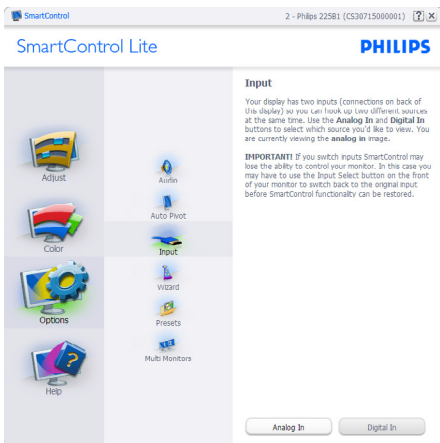 SmartControl
2 - Philips 225B1 (CS30715000001)
?
SmartControl Lite
PHILIPS
Adjust
Color
Options
Help
Audio
Auto Pivot
Input
Wizard
Presets
Multi Monitors
Input
Your display has two inputs (connections on back of
this display) so you can hook up two different sources
at the same time. Use the Analog In and Digital In
buttons to select which source you'd like to view. You
are currently viewing the analog in image.
IMPORTANT! If you switch inputs SmartControl may
lose the ability to control your monitor. In this case you
may have to use the Input Select button on the front
of your monitor to switch back to the original input
before SmartControl functionality can be restored.
Analog In
Digital In